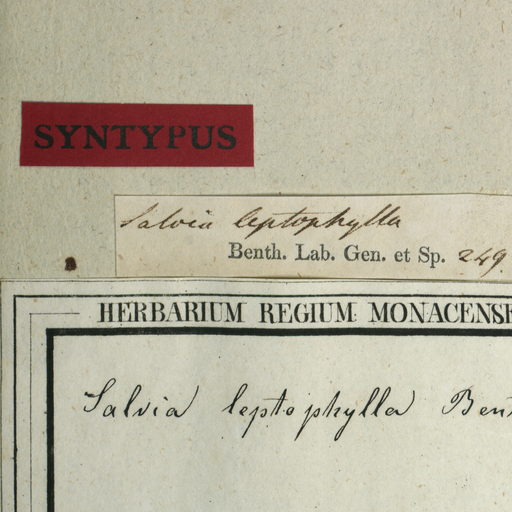 SYNTYPUS
Salvia leptophylla
Benth. Lab. Gen. et Sp. 249.
HERBARIUM REGIUM MONACENSE
Salvia leptophylla Bent